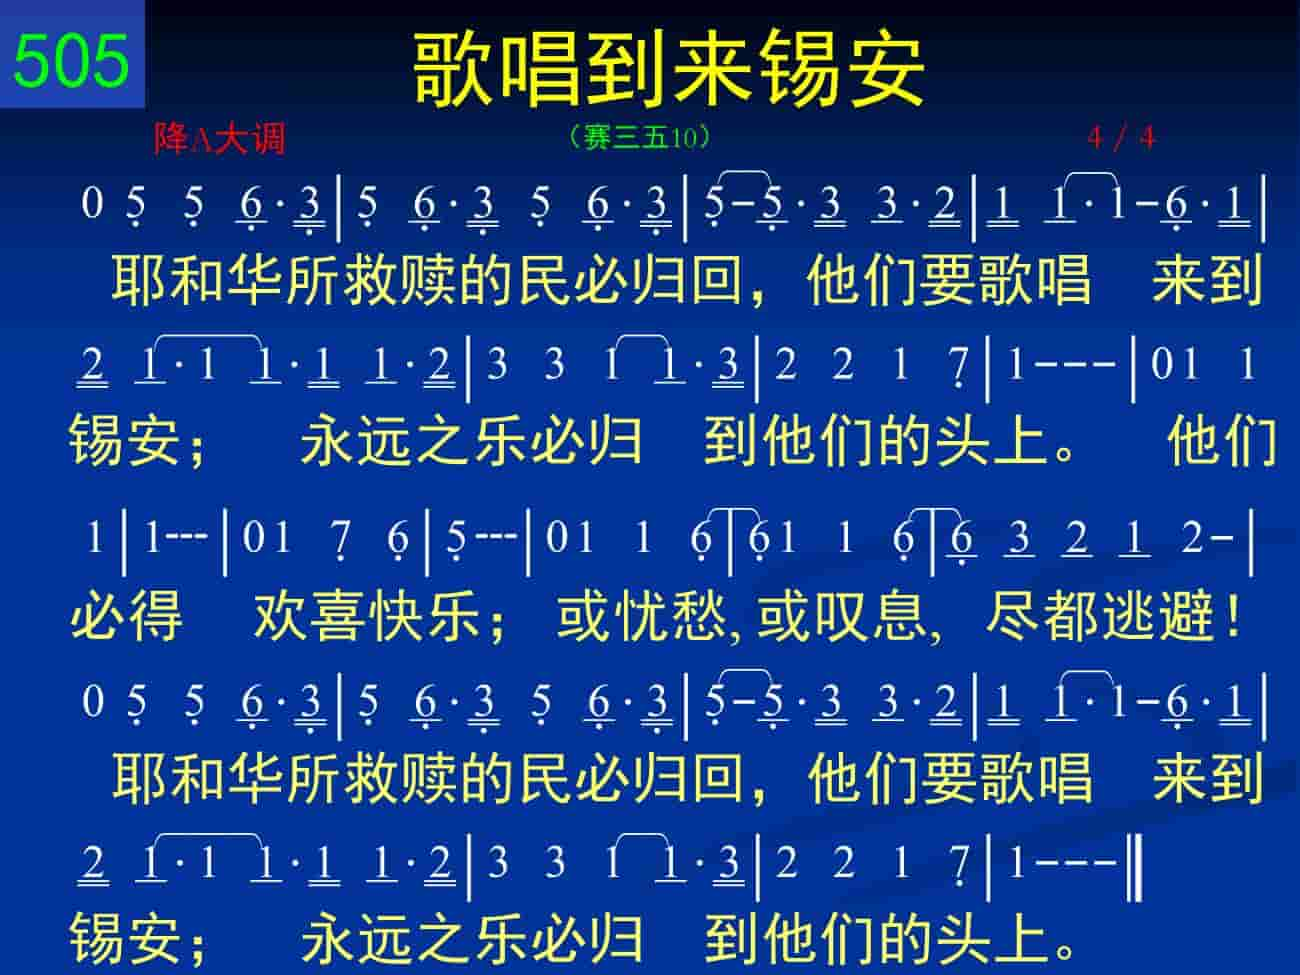 505
歌唱到来锡安
降A大调 （赛三五10） 4 / 4
0 5 5 6·3|5 6·3 5 6·3|5-5·3 3·2|1 1·1-6·1|
耶和华所救赎的民必归回，他们要歌唱 来到
2 1·1 1·1 1·2|3 3 1 1·3|2 2 1 7|1---|01 1
锡安； 永远之乐必归 到他们的头上。 他们
1|1---|01 7 6|5---|01 1 6|61 1 6|6 3 2 1 2-|
必得 欢喜快乐； 或忧愁, 或叹息, 尽都逃避！
0 5 5 6·3|5 6·3 5 6·3|5-5·3 3·2|1 1·1-6·1|
耶和华所救赎的民必归回，他们要歌唱 来到
2 1·1 1·1 1·2|3 3 1 1·3|2 2 1 7|1---‖
锡安； 永远之乐必归 到他们的头上。